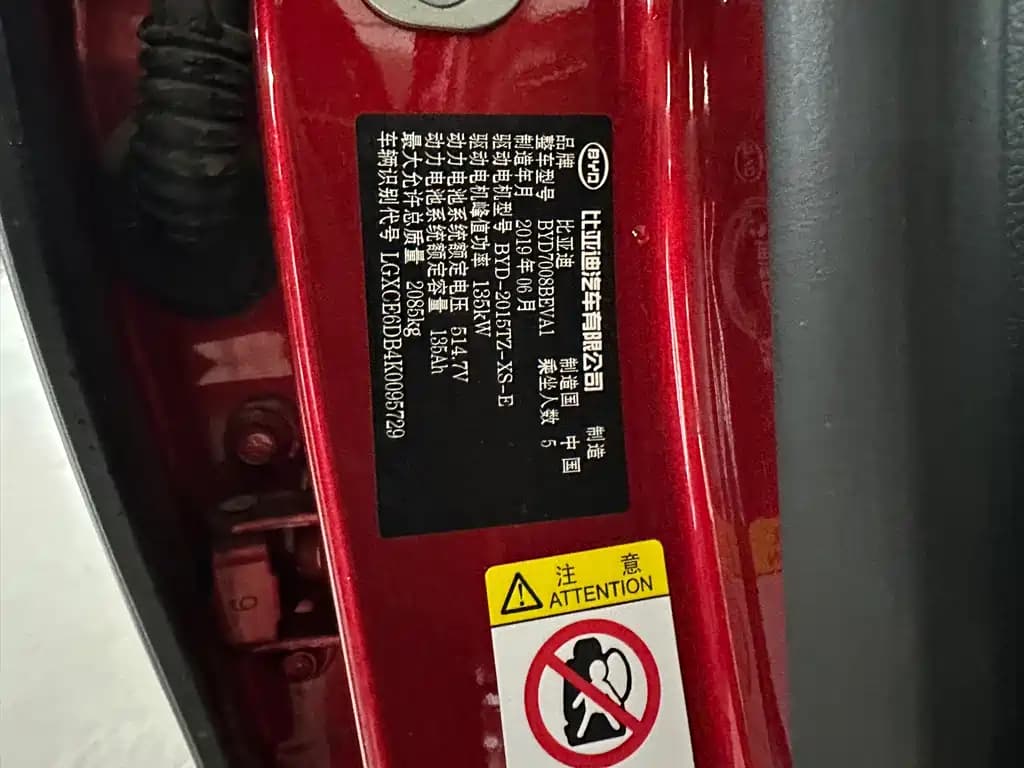 BYD 比亚迪汽车有限公司 制造
品牌 比亚迪 制造国 中国
整车型号 BYD7008BEVA1 乘坐人数 5
制造年月 2019年06月
驱动电机型号 BYD-2015TZ-XS-E
驱动电机峰值功率 135kW
动力电池系统额定电压 514.7V
动力电池系统额定容量 135Ah
最大允许总质量 2085kg
车辆识别代号 LGXCE6DB4K0095729
注 意
ATTENTION